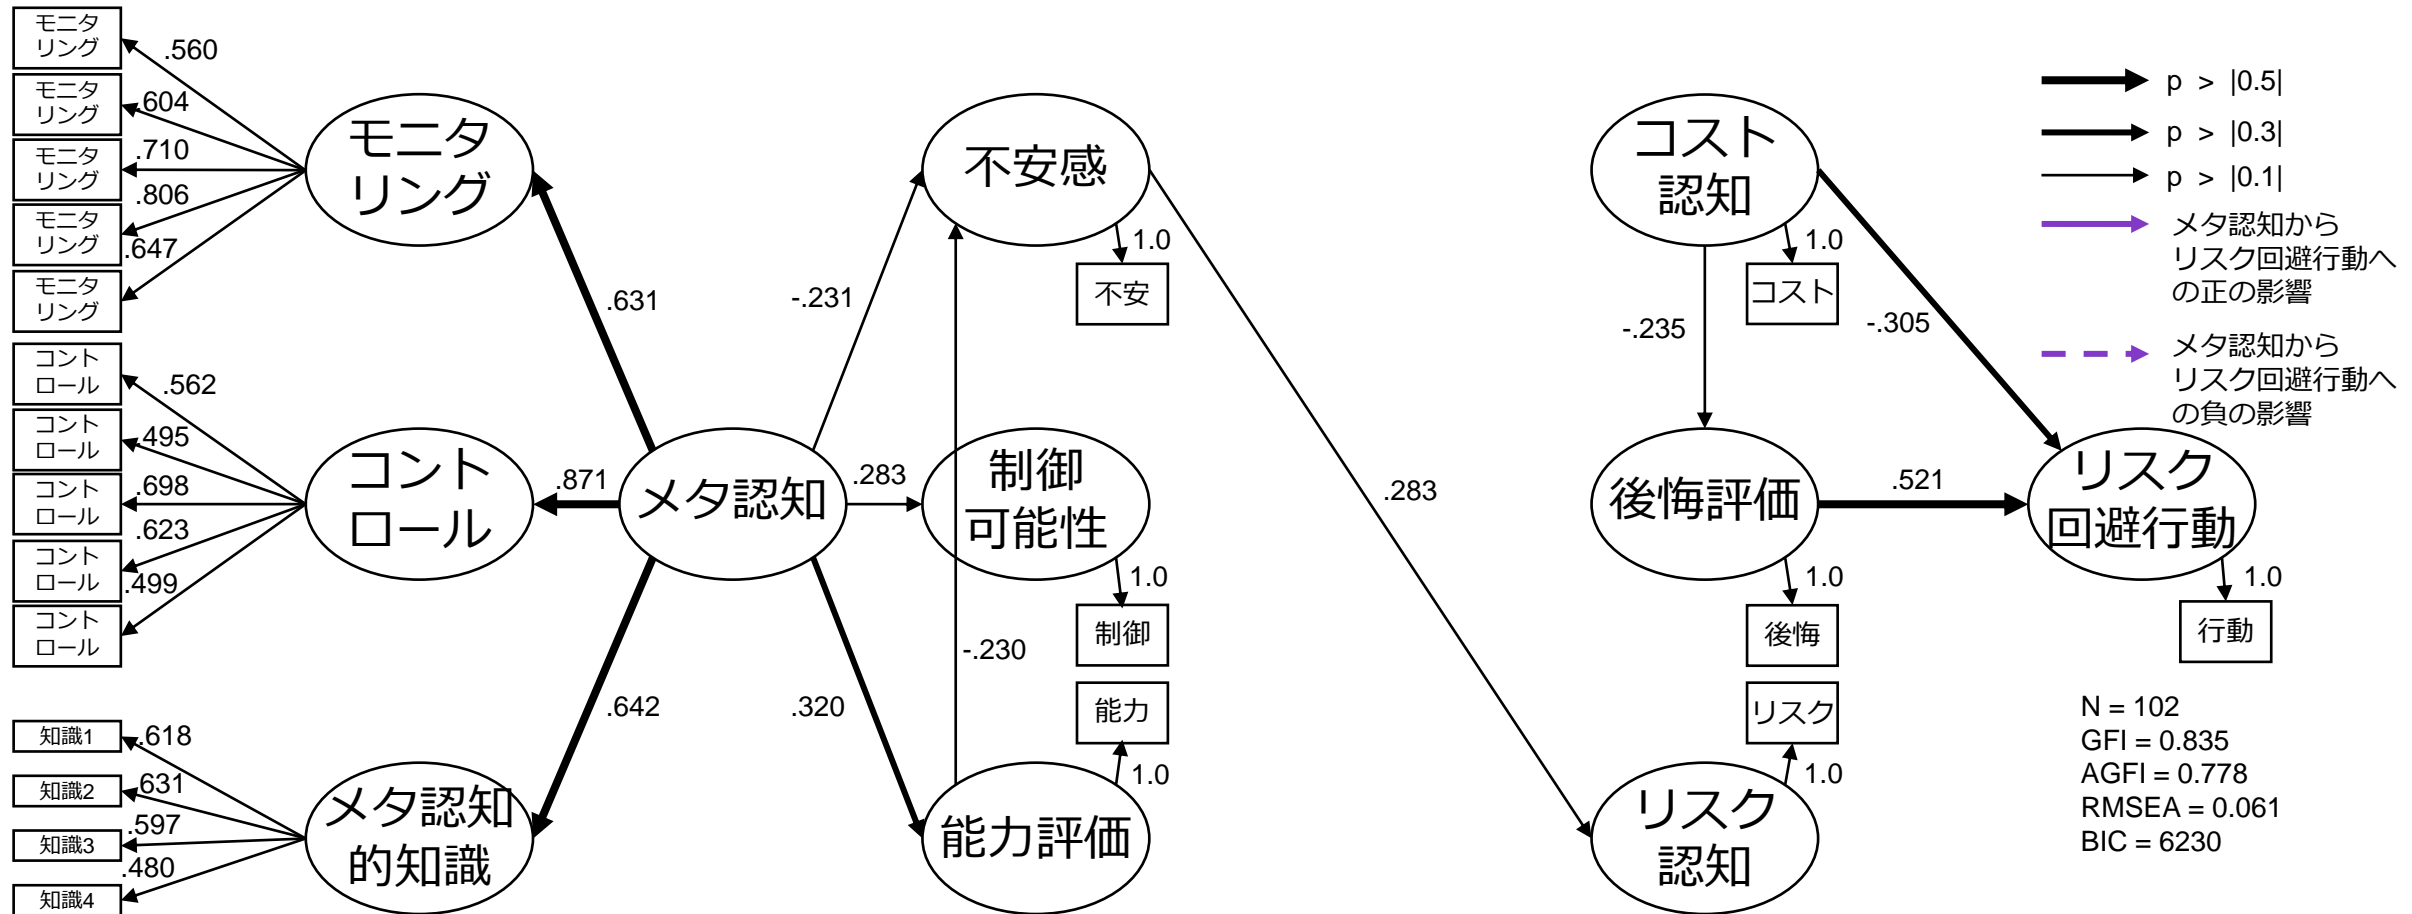 モニタ
リング
モニタ
リング
モニタ
リング
モニタ
リング
モニタ
リング
.560
.604
.710
.806
.647
モニタ
リング
コント
ロール
コント
ロール
コント
ロール
コント
ロール
コント
ロール
.562
.495
.698
.623
.499
コント
ロール
知識1
知識2
知識3
知識4
.618
.631
.597
.480
メタ認知
的知識
.631
.871
.642
メタ認知
-.231
.283
.320
不安感
1.0
不安
制御
可能性
1.0
制御
-.230
能力
1.0
能力評価
.283
コスト
認知
1.0
コスト
-.235
-.305
後悔評価
.521
1.0
後悔
リスク
1.0
リスク
認知
リスク
回避行動
1.0
行動
p > |0.5|
p > |0.3|
p > |0.1|
メタ認知から
リスク回避行動へ
の正の影響
メタ認知から
リスク回避行動へ
の負の影響
N = 102
GFI = 0.835
AGFI = 0.778
RMSEA = 0.061
BIC = 6230